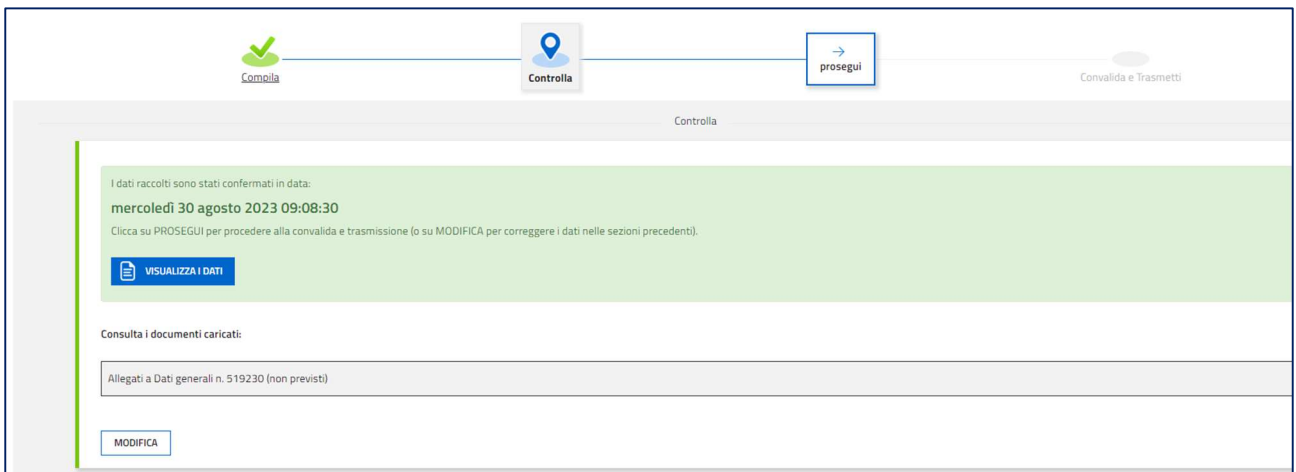 Compila
Controlla
→
prosegui
Convalida e Trasmetti
Controlla
I dati raccolti sono stati confermati in data:
mercoledì 30 agosto 2023 09:08:30
Clicca su PROSEGUI per procedere alla convalida e trasmissione (o su MODIFICA per correggere i dati nelle sezioni precedenti).
VISUALIZZA I DATI
Consulta i documenti caricati:
Allegati a Dati generali n. 519230 (non previsti)
MODIFICA